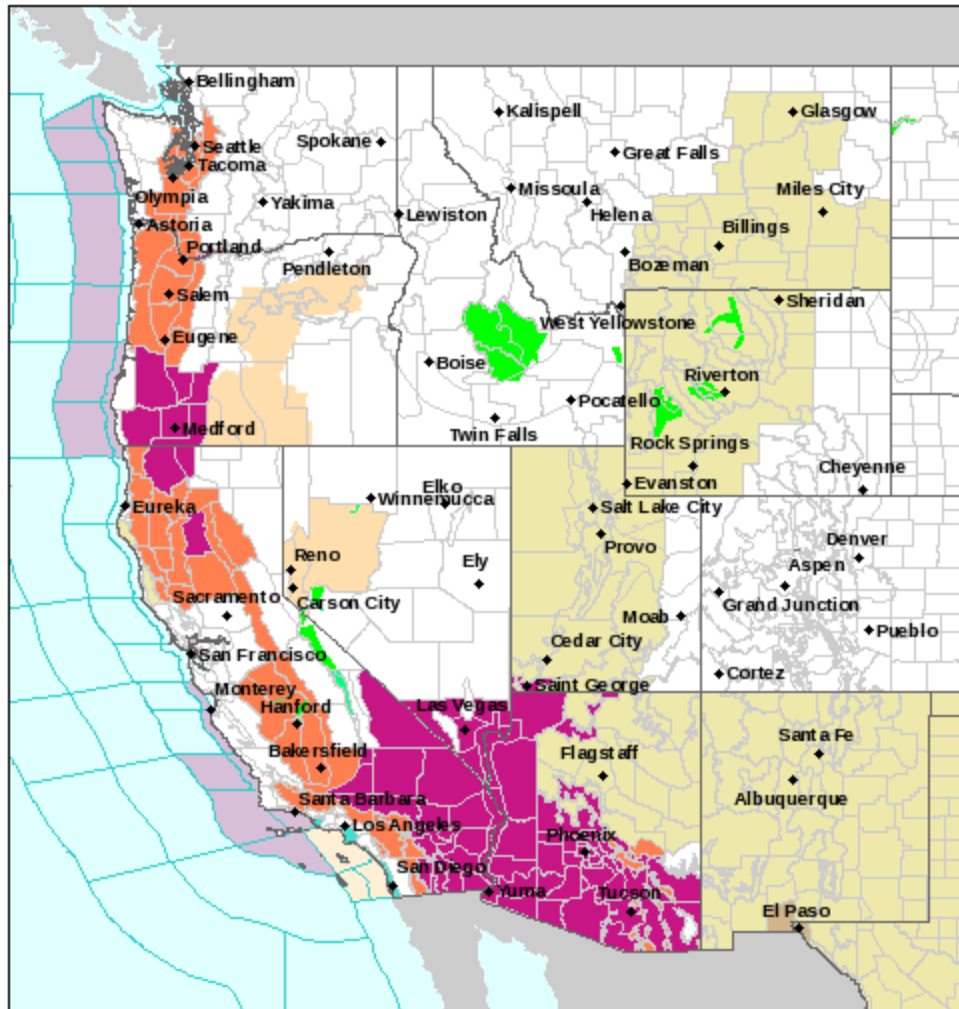 Bellingham
Kalispell
Glasgow
Spokane
Seattle
Great Falls
Tacoma
Missoula
Miles City
Olympia
Yakima
Lewiston
Helena
Astoria
Billings
Portland
Pendleton
Bozeman
Salem
Sheridan
West Yellowstone
Eugene
Boise
Riverton
Pocatello
Medford
Twin Falls
Rock Springs
Cheyenne
Elko
Evanston
Winnemucca
Eureka
Salt Lake City
Provo
Denver
Reno
Ely
Aspen
Sacramento
Carson City
Grand Junction
Moab
Pueblo
Cedar City
San Francisco
Cortez
Saint George
Monterey
Las Vegas
Hanford
Santa Fe
Bakersfield
Flagstaff
Albuquerque
Santa Barbara
Los Angeles
Phoenix
San Diego
Yuma
Tucson
El Paso